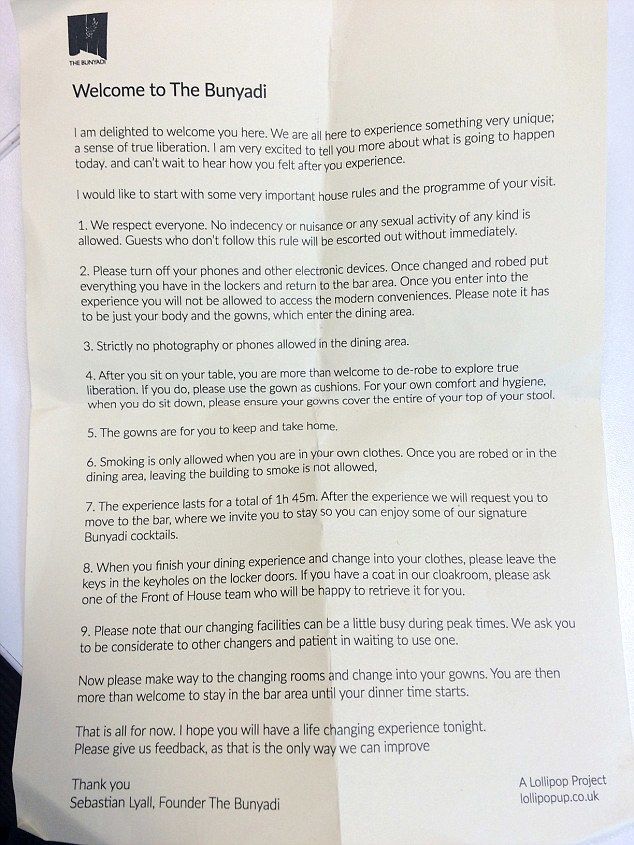 THE BUNYADI
Welcome to The Bunyadi
I am delighted to welcome you here. We are all here to experience something very unique;
a sense of true liberation. I am very excited to tell you more about what is going to happen
today. and can't wait to hear how you felt after you experience.
I would like to start with some very important house rules and the programme of your visit.
1. We respect everyone. No indecency or nuisance or any sexual activity of any kind is
allowed. Guests who don't follow this rule will be escorted out without immediately.
2. Please turn off your phones and other electronic devices. Once changed and robed put
everything you have in the lockers and return to the bar area. Once you enter into the
experience you will not be allowed to access the modern conveniences. Please note it has
to be just your body and the gowns, which enter the dining area.
3. Strictly no photography or phones allowed in the dining area.
4. After you sit on your table, you are more than welcome to de-robe to explore true
liberation. If you do, please use the gown as cushions. For your own comfort and hygiene,
when you do sit down, please ensure your gowns cover the entire of your top of your stool.
5. The gowns are for you to keep and take home.
6. Smoking is only allowed when you are in your own clothes. Once you are robed or in the
dining area, leaving the building to smoke is not allowed,
7. The experience lasts for a total of 1h 45m. After the experience we will request you to
move to the bar, where we invite you to stay so you can enjoy some of our signature
Bunyadi cocktails.
8. When you finish your dining experience and change into your clothes, please leave the
keys in the keyholes on the locker doors. If you have a coat in our cloakroom, please ask
one of the Front of House team who will be happy to retrieve it for you.
9. Please note that our changing facilities can be a little busy during peak times. We ask you
to be considerate to other changers and patient in waiting to use one.
Now please make way to the changing rooms and change into your gowns. You are then
more than welcome to stay in the bar area until your dinner time starts.
That is all for now. I hope you will have a life changing experience tonight.
Please give us feedback, as that is the only way we can improve
Thank you
Sebastian Lyall, Founder The Bunyadi
A Lollipop Project
lollipopup.co.uk